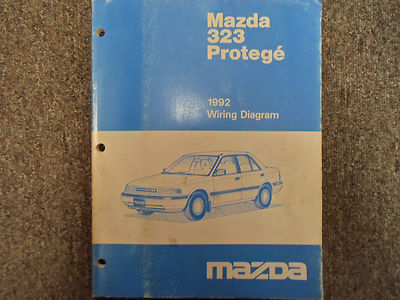 Mazda
323
Protegé
1992
Wiring Diagram
mazda